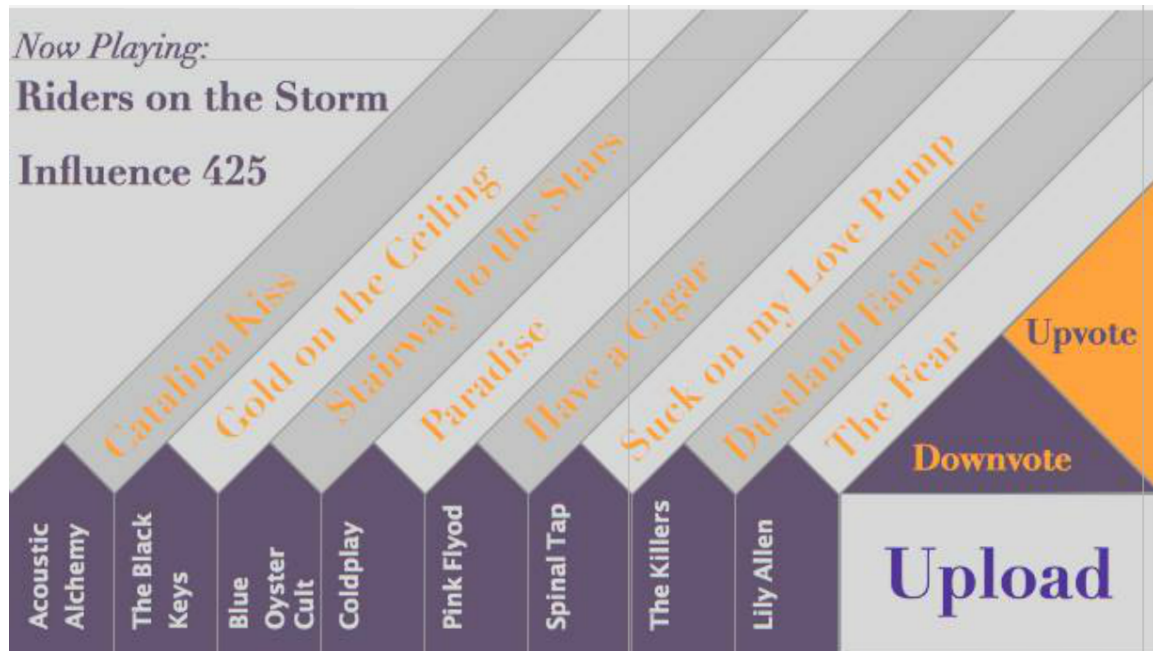 Now Playing:
Riders on the Storm
Influence 425
Catalina Kiss
Gold on the Ceiling
Stairway to the Stars
Paradise
Have a Cigar
Suck on my Love Pump
Dustland Fairytale
The Fear
Upvote
Downvote
Acoustic
Alchemy
The Black
Keys
Blue
Oyster
Cult
Coldplay
Pink Flyod
Spinal Tap
The Killers
Lily Allen
Upload